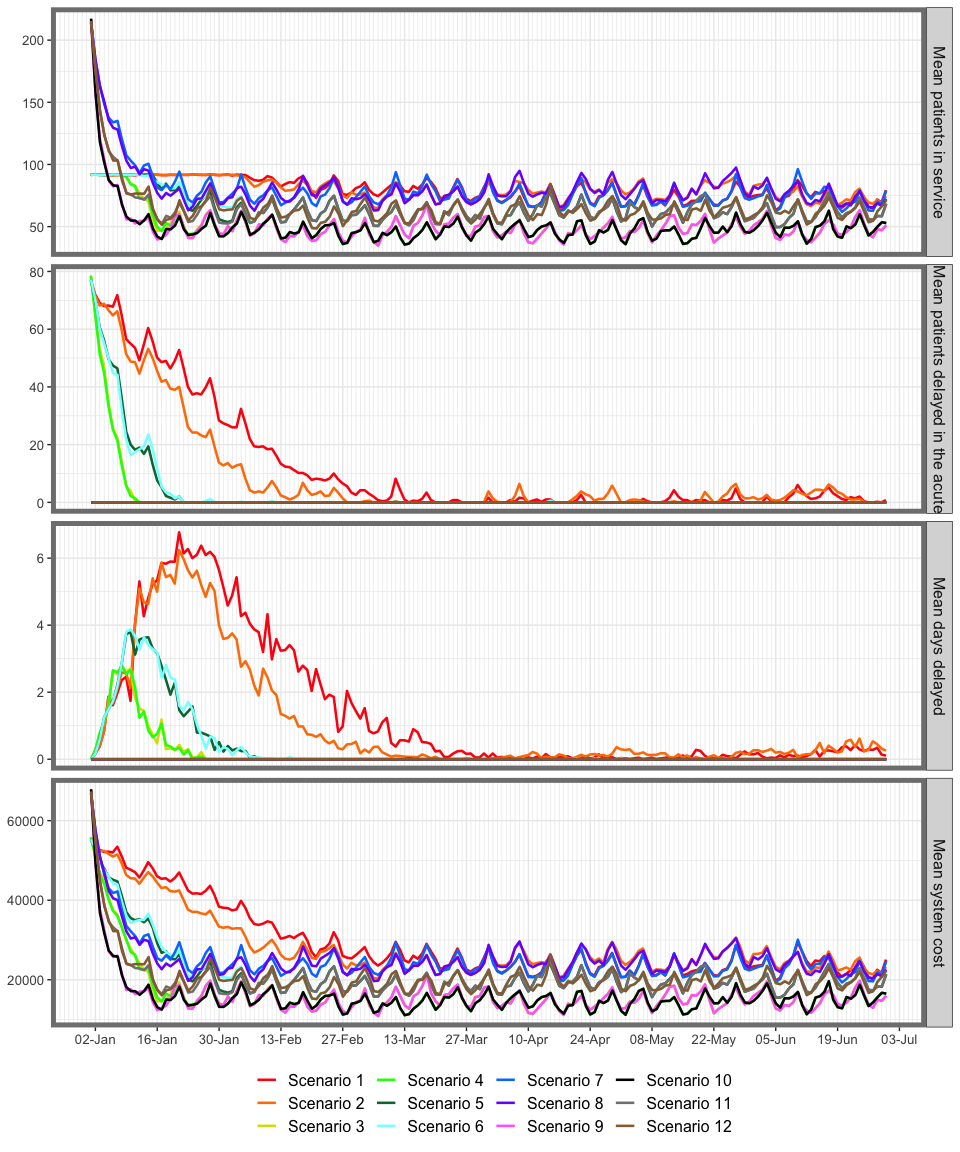 200
150
100
50
Mean patients in service
80
60
40
20
0
Mean patients delayed in the acute
6
4
2
0
Mean days delayed
60000
40000
20000
Mean system cost
02-Jan 16-Jan 30-Jan 13-Feb 27-Feb 13-Mar 27-Mar 10-Apr 24-Apr 08-May 22-May 05-Jun 19-Jun 03-Jul
Scenario 1 Scenario 4 Scenario 7 Scenario 10
Scenario 2 Scenario 5 Scenario 8 Scenario 11
Scenario 3 Scenario 6 Scenario 9 Scenario 12